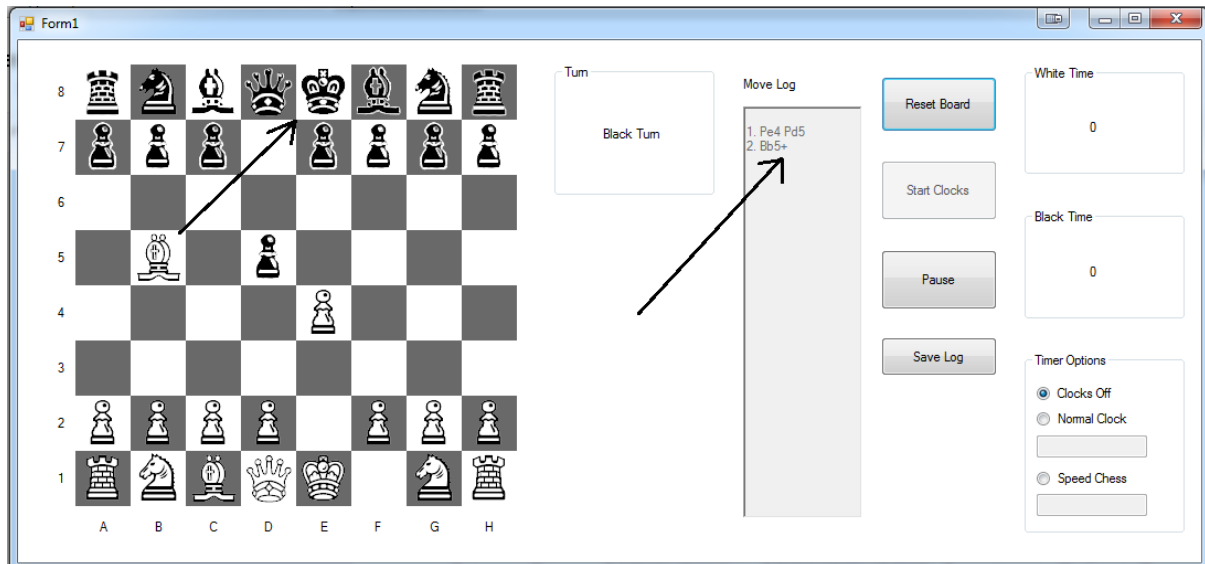 Form1
8
7
6
5
4
3
2
1
A B C D E F G H
Turn
Black Turn
Move Log
1. Pe4 Pd5
2. Bb5+
Reset Board
Start Clocks
Pause
Save Log
White Time
0
Black Time
0
Timer Options
Clocks Off
Normal Clock
Speed Chess